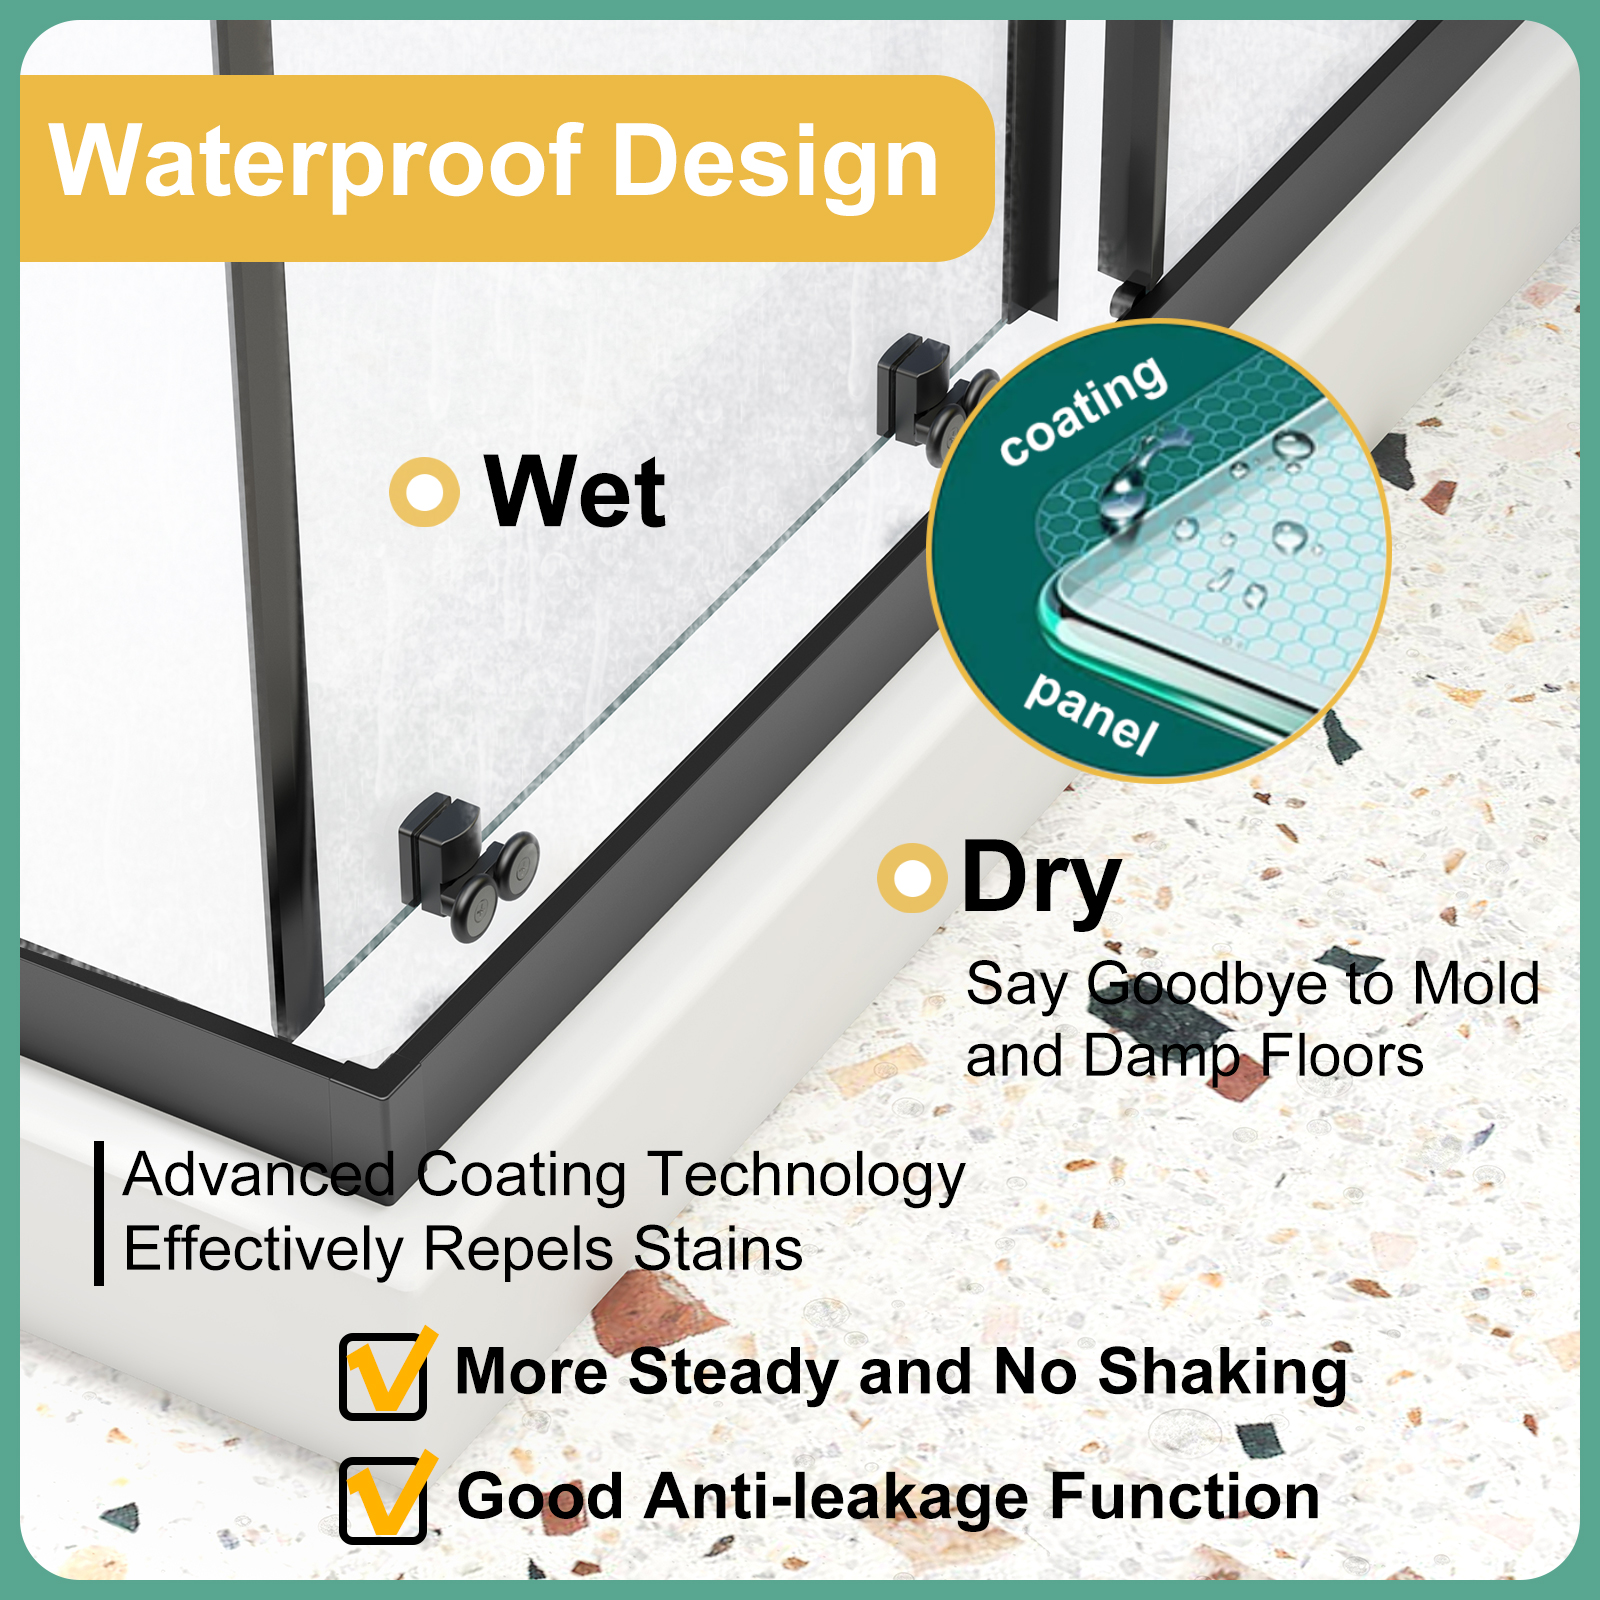 Waterproof Design
coating
Wet
panel
Dry
Say Goodbye to Mold
and Damp Floors
Advanced Coating Technology
Effectively Repels Stains
More Steady and No Shaking
Good Anti-leakage Function